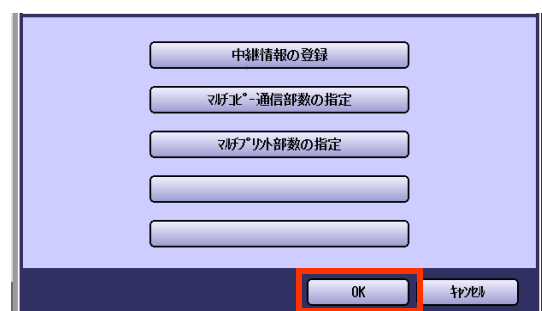 中継情報の登録
ﾏﾙﾁｺﾋﾟｰ通信部数の指定
ﾏﾙﾁﾌﾟﾘﾝﾄ部数の指定
OK
ｷｬﾝｾﾙ